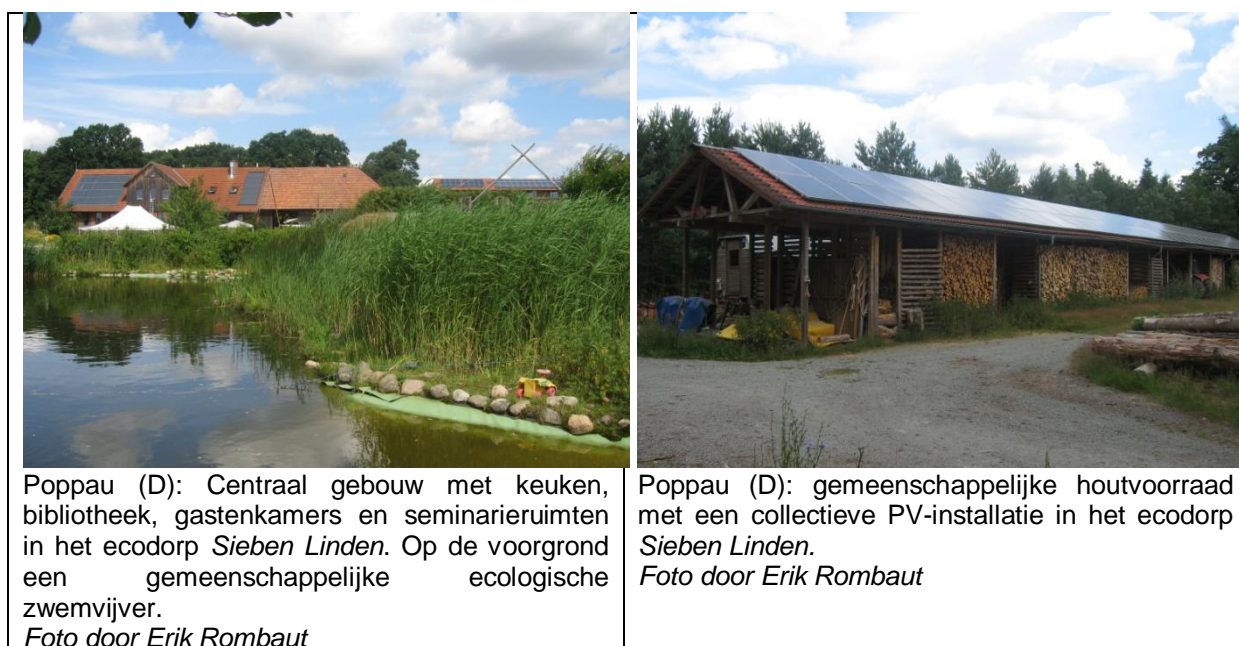 Poppau (D): Centraal gebouw met keuken,
bibliotheek, gastenkamers en seminarieruimten
in het ecodorp Sieben Linden. Op de voorgrond
een gemeenschappelijke ecologische
zwemvijver.
Foto door Erik Rombaut
Poppau (D): gemeenschappelijke houtvoorraad
met een collectieve PV-installatie in het ecodorp
Sieben Linden.
Foto door Erik Rombaut